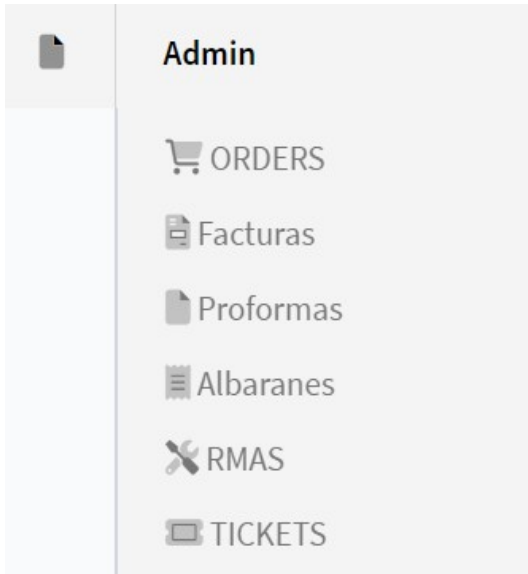 Admin
ORDERS
Facturas
Proformas
Albaranes
RMAS
TICKETS